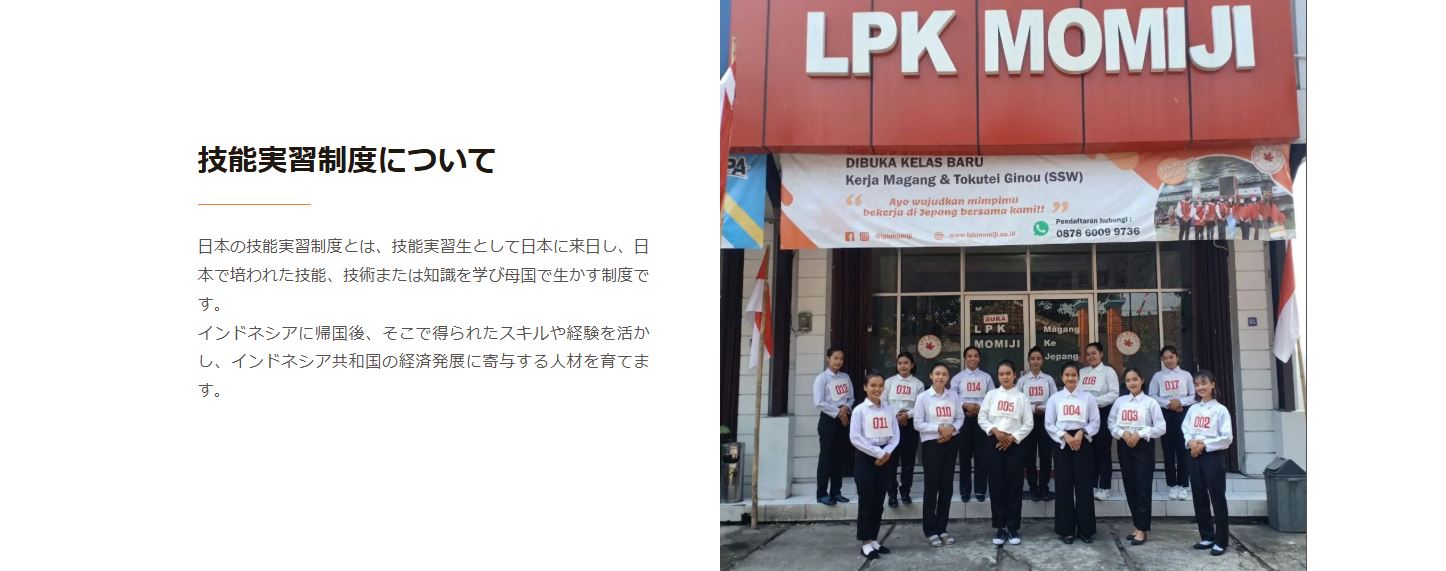 技能実習制度について
日本の技能実習制度とは、技能実習生として日本に来日し、日
本で培われた技能、技術または知識を学び母国で生かす制度で
す。
インドネシアに帰国後、そこで得られたスキルや経験を活か
し、インドネシア共和国の経済発展に寄与する人材を育てま
す。
LPK MOMIJI
PA
DIBUKA KELAS BARU
Kerja Magang & Tokutei Ginou (SSW)
Ayo wujudkan mimpimu
bekerja di Jepang bersama kami!!
Pendaftaran hubungi :
0878 6009 9736
@lpkmomiji
www.lpkmomiji.co.id
BUKA
LPK
MOMIJI
Magang
Ke
Jepang
012
013
014
015
016
017
011
010
005
004
003
002